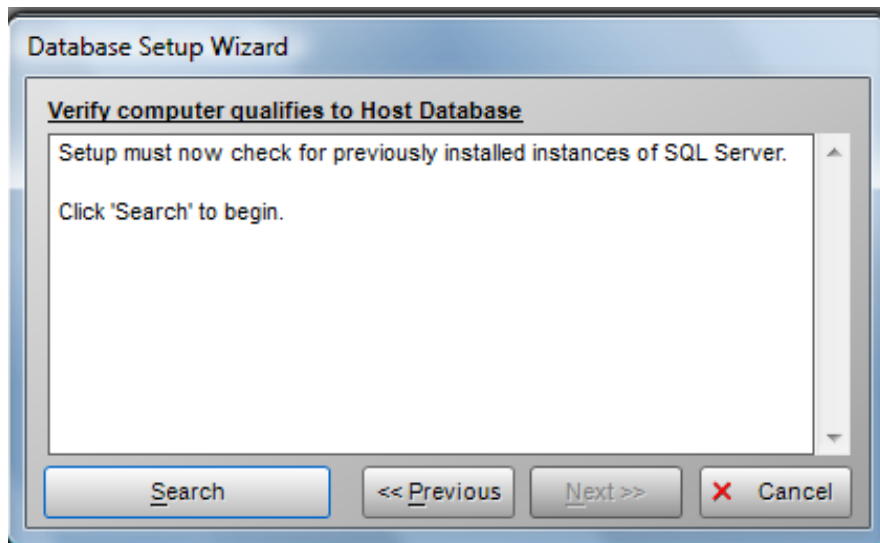 Database Setup Wizard
Verify computer qualifies to Host Database
Setup must now check for previously installed instances of SQL Server.
Click 'Search' to begin.
Search << Previous Next >> Cancel